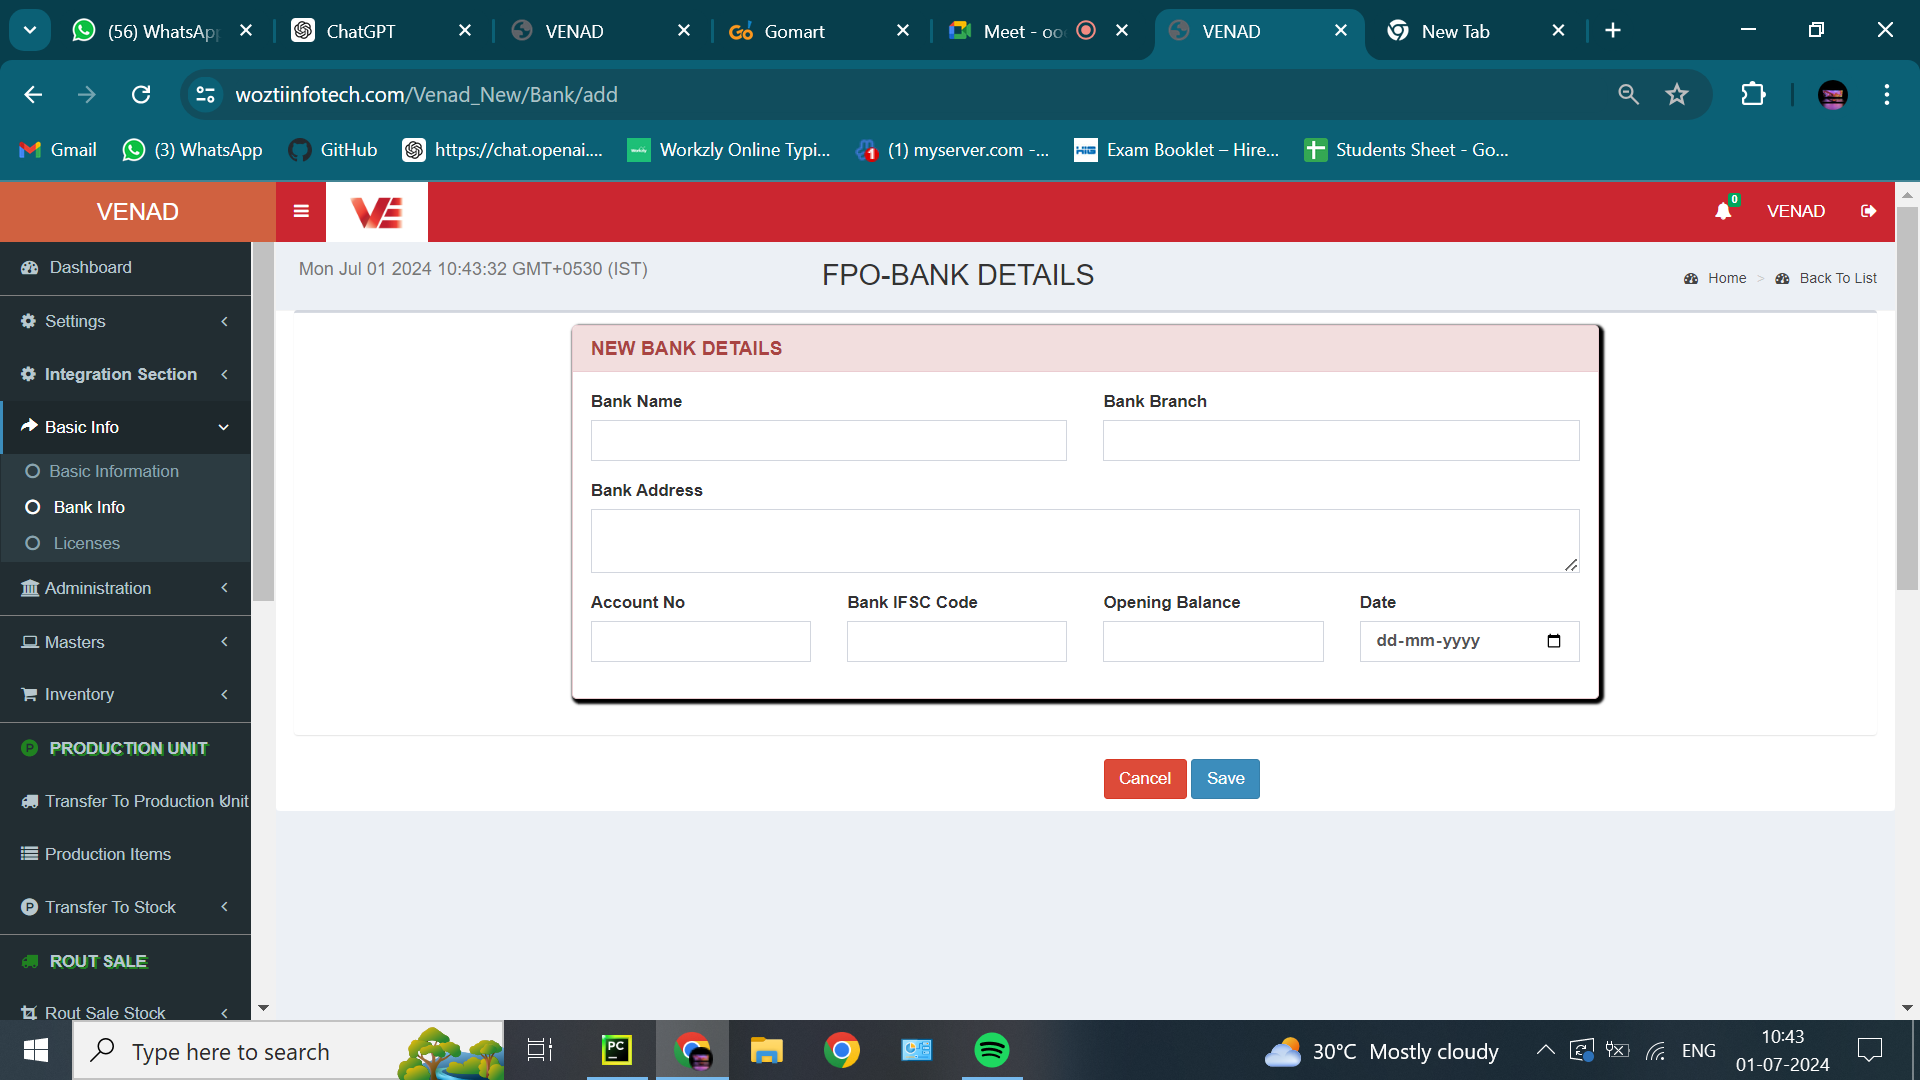 (56) WhatsApp
ChatGPT
VENAD
Gomart
Meet - oo
VENAD
New Tab
woztiinfotech.com/Venad_New/Bank/add
Gmail
(3) WhatsApp
GitHub
https://chat.openai....
Workzly Online Typi...
(1) myserver.com -...
Exam Booklet – Hire...
Students Sheet - Go...
VENAD
VE
0
VENAD
Mon Jul 01 2024 10:43:32 GMT+0530 (IST)
FPO-BANK DETAILS
Home > Back To List
Dashboard
Settings
Integration Section
Basic Info
Basic Information
Bank Info
Licenses
Administration
Masters
Inventory
PRODUCTION UNIT
Transfer To Production Unit
Production Items
Transfer To Stock
ROUT SALE
Rout Sale Stock
NEW BANK DETAILS
Bank Name
Bank Branch
Bank Address
Account No
Bank IFSC Code
Opening Balance
Date
dd-mm-yyyy
Cancel
Save
Type here to search
PC
30°C Mostly cloudy
ENG
10:43
01-07-2024